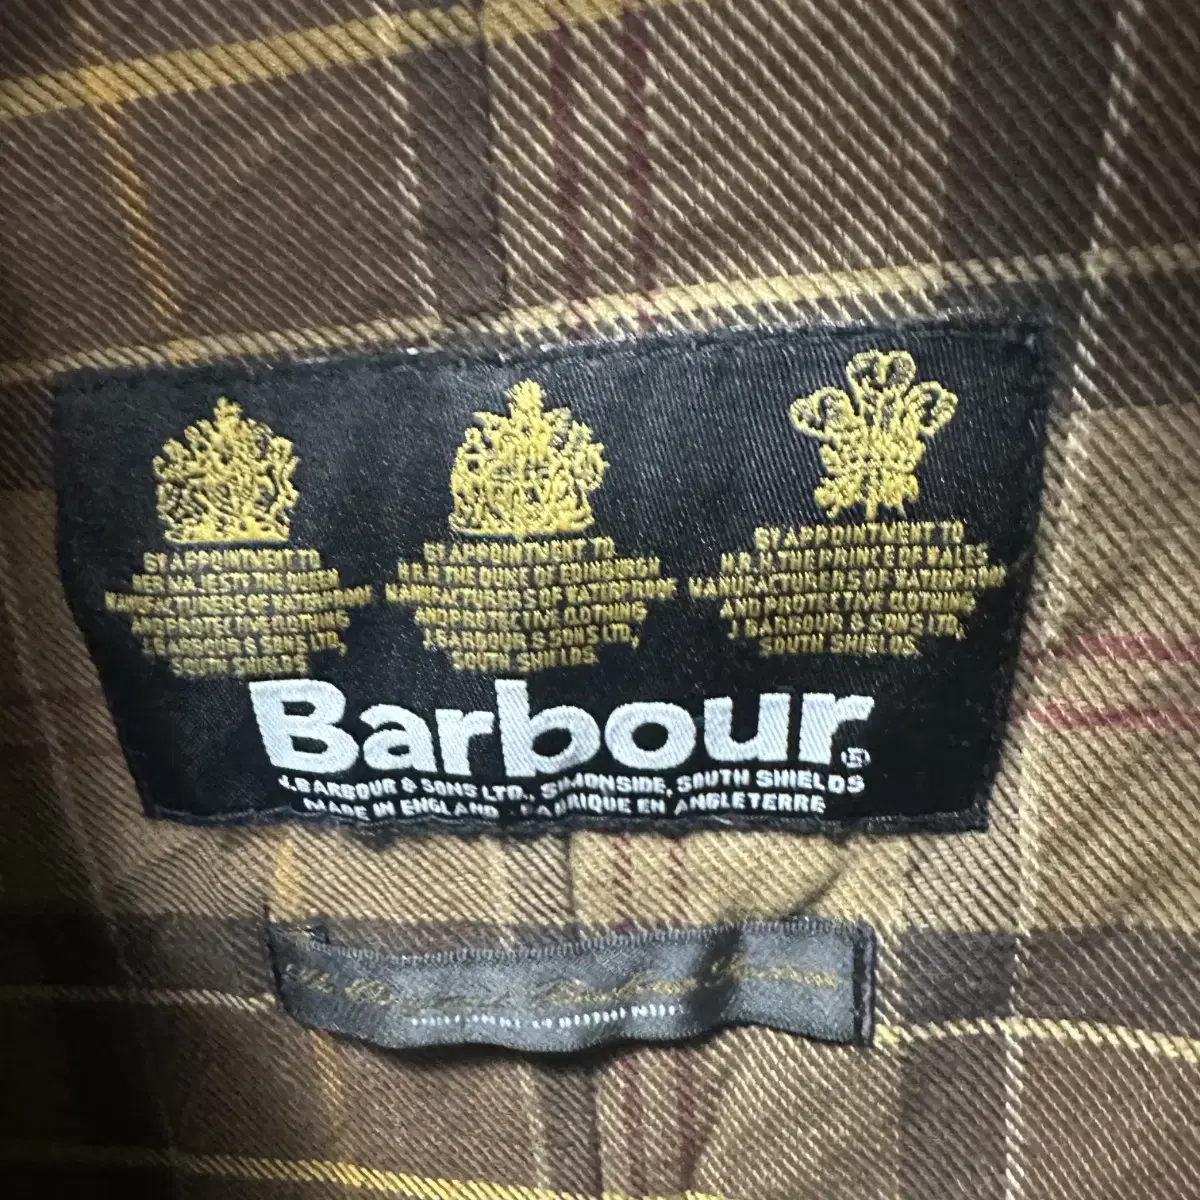 BY APPOINTMENT TO
HER MAJESTY THE QUEEN
MANUFACTURERS OF WATERPROOF
AND PROTECTIVE CLOTHING
J. BARBOUR & SONS LTD,
SOUTH SHIELDS
BY APPOINTMENT TO
H.R.H THE DUKE OF EDINBURGH
MANUFACTURERS OF WATERPROOF
AND PROTECTIVE CLOTHING
J. BARBOUR & SONS LTD,
SOUTH SHIELDS
BY APPOINTMENT TO
H.R.H THE PRINCE OF WALES
MANUFACTURERS OF WATERPROOF
AND PROTECTIVE CLOTHING
J. BARBOUR & SONS LTD,
SOUTH SHIELDS
Barbour®
J. BARBOUR & SONS LTD., SIMONSIDE, SOUTH SHIELDS
MADE IN ENGLAND FABRIQUE EN ANGLETERRE